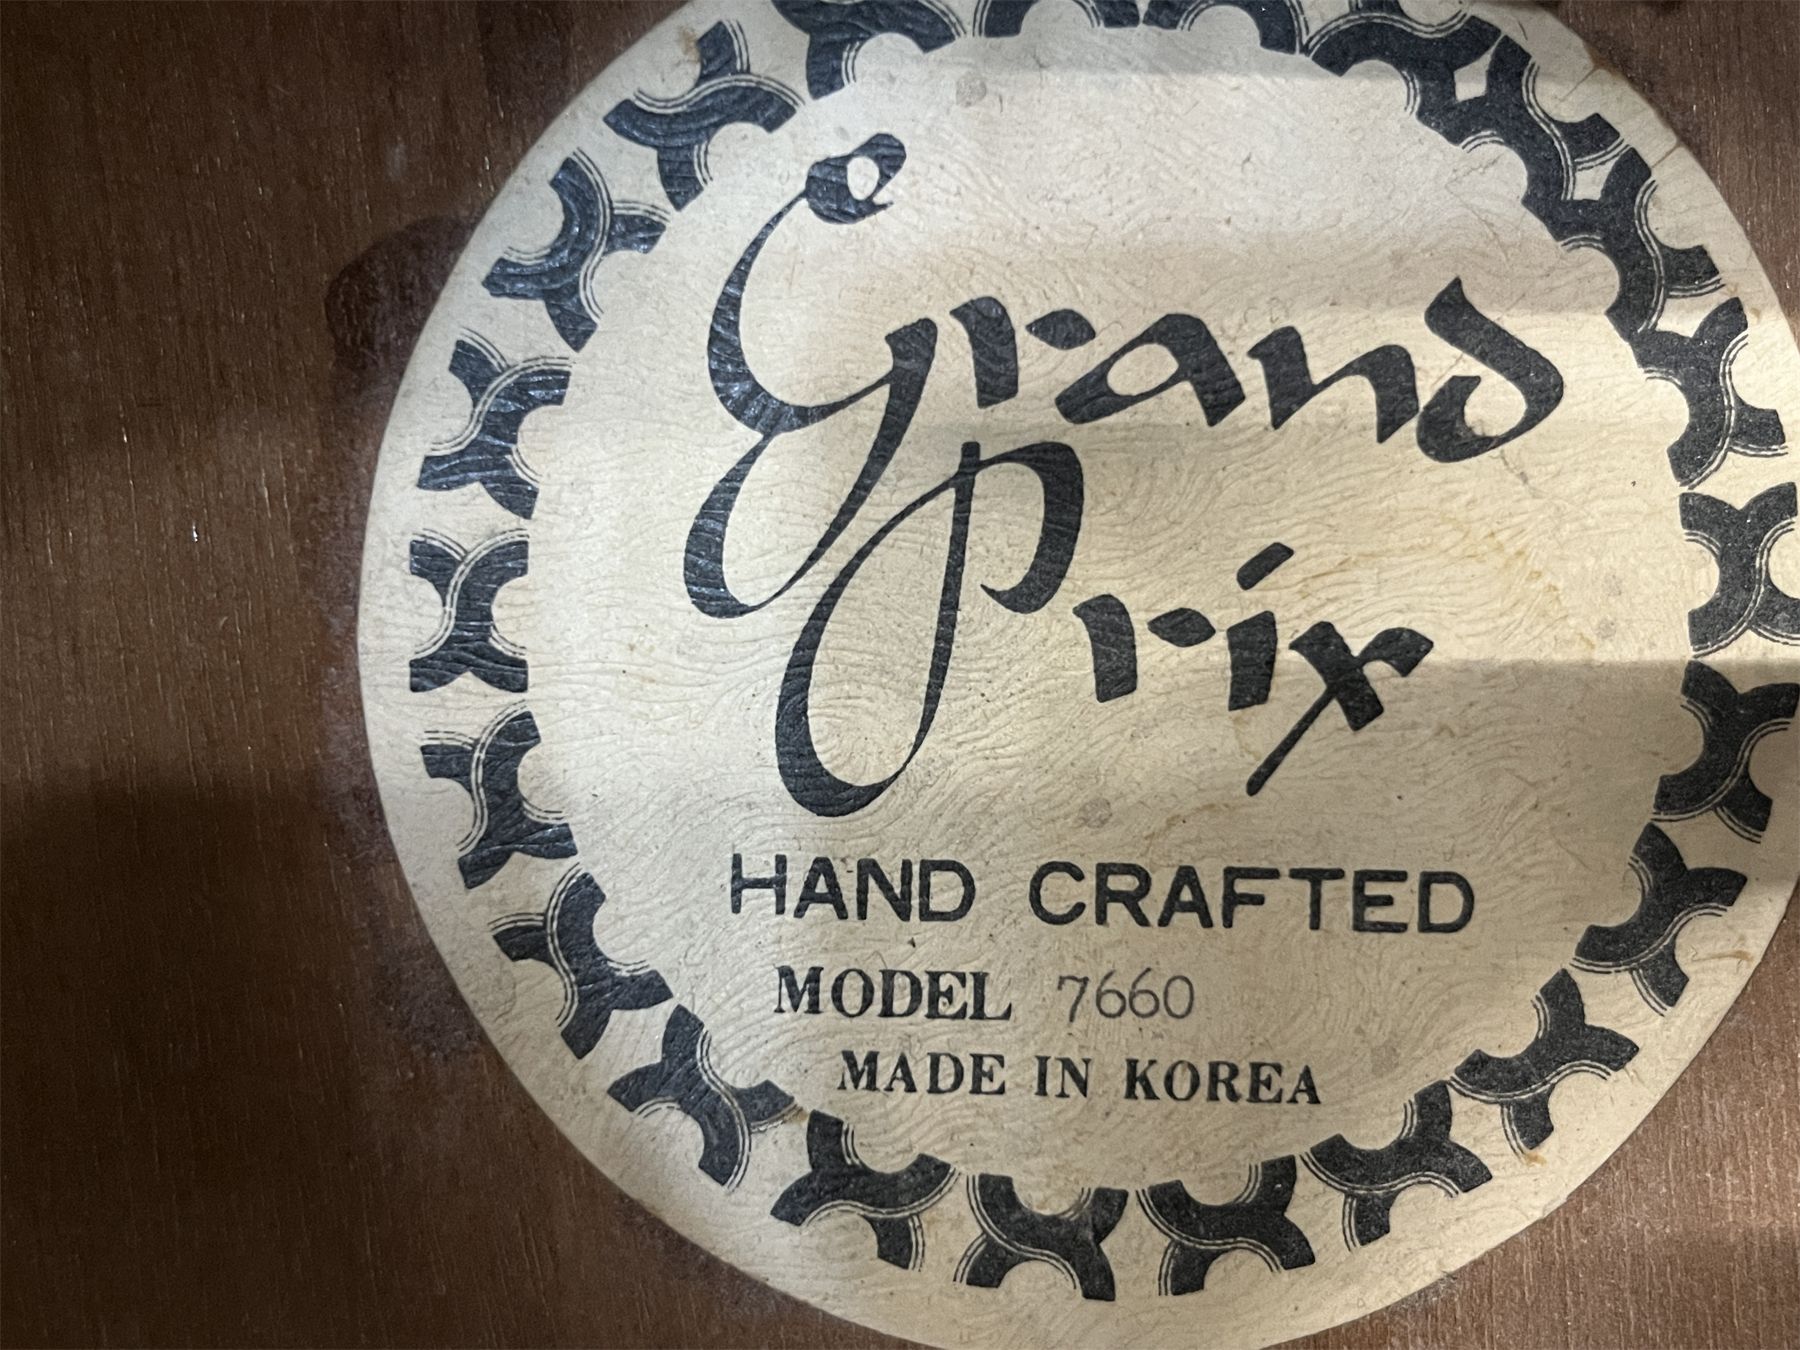 Grand
Prix
HAND CRAFTED
MODEL 7660
MADE IN KOREA